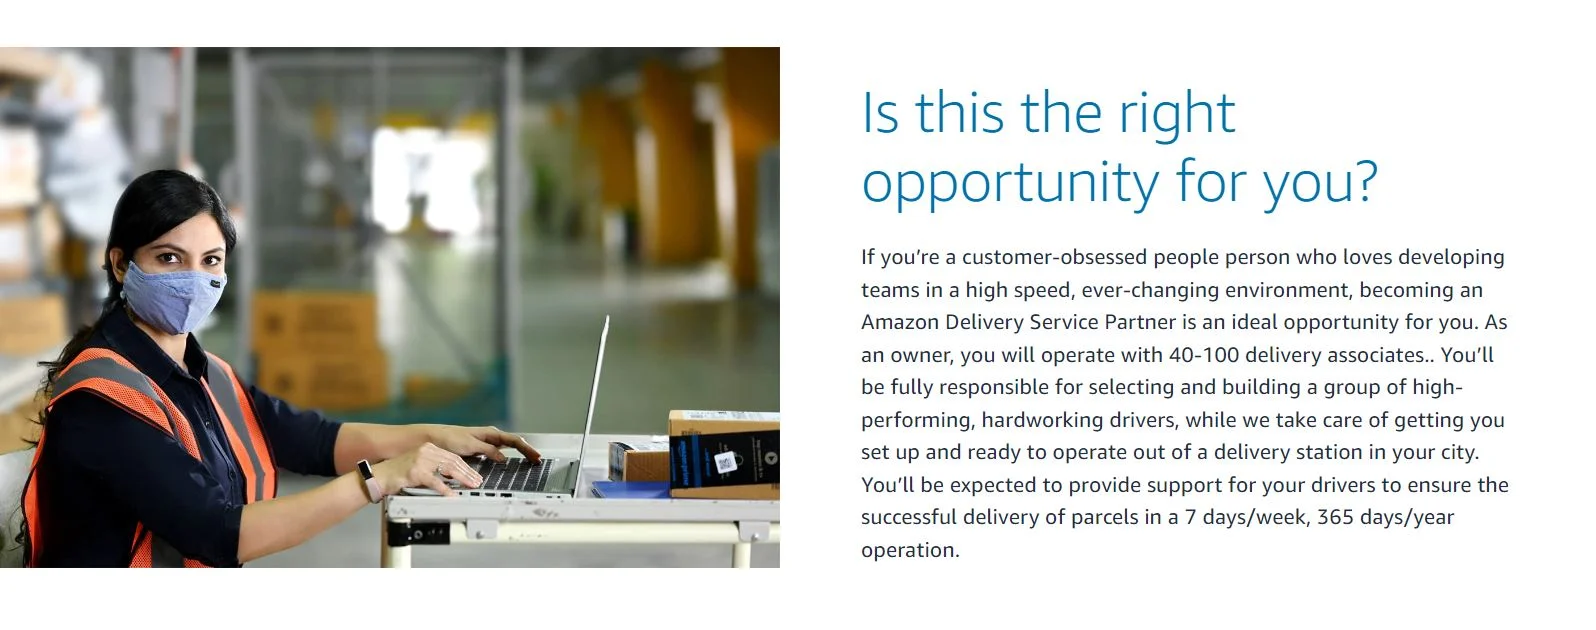 Is this the right
opportunity for you?
If you’re a customer-obsessed people person who loves developing
teams in a high speed, ever-changing environment, becoming an
Amazon Delivery Service Partner is an ideal opportunity for you. As
an owner, you will operate with 40-100 delivery associates.. You’ll
be fully responsible for selecting and building a group of high-
performing, hardworking drivers, while we take care of getting you
set up and ready to operate out of a delivery station in your city.
You’ll be expected to provide support for your drivers to ensure the
successful delivery of parcels in a 7 days/week, 365 days/year
operation.